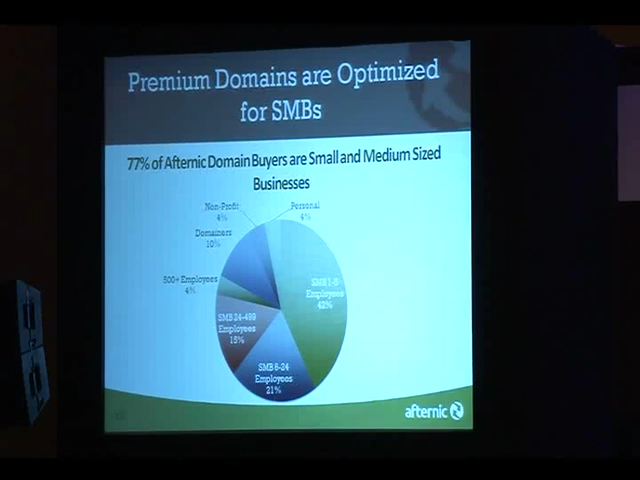 Premium Domains are Optimized
for SMBs
77% of Afternic Domain Buyers are Small and Medium Sized
Businesses
Non-Profit
4%
Personal
4%
Domainers
10%
500+ Employees
4%
SMB 1-5
Employees
42%
SMB 24-499
Employees
15%
SMB 6-24
Employees
21%
afternic